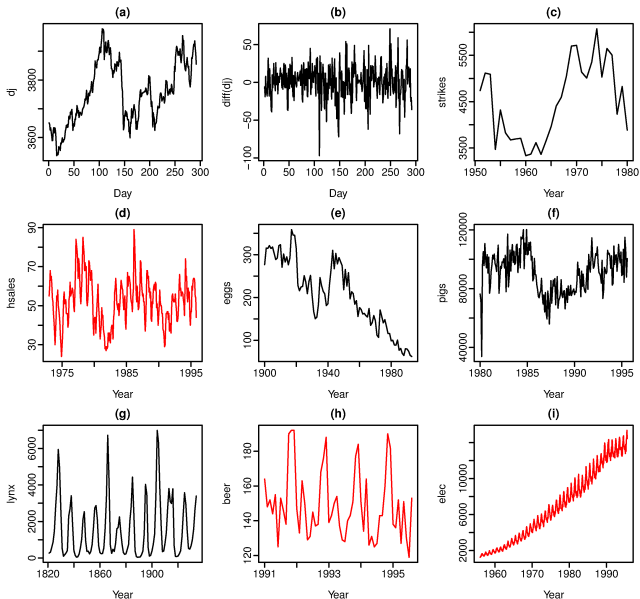 (a) (b) (c)
dj diff(dj) strikes
3600 3800
−100 −50 0 50
3500 4500 5500
0 50 100 150 200 250 300
0 50 100 150 200 250 300
1950 1960 1970 1980
Day Day Year
(d) (e) (f)
hsales eggs pigs
30 50 70 90
100 200 300
40000 80000 120000
1975 1985 1995
1900 1940 1980
1980 1985 1990 1995
Year Year Year
(g) (h) (i)
lynx beer elec
0 2000 4000 6000
120 140 160 180
2000 6000 10000
1820 1860 1900
1991 1993 1995
1960 1970 1980 1990
Year Year Year